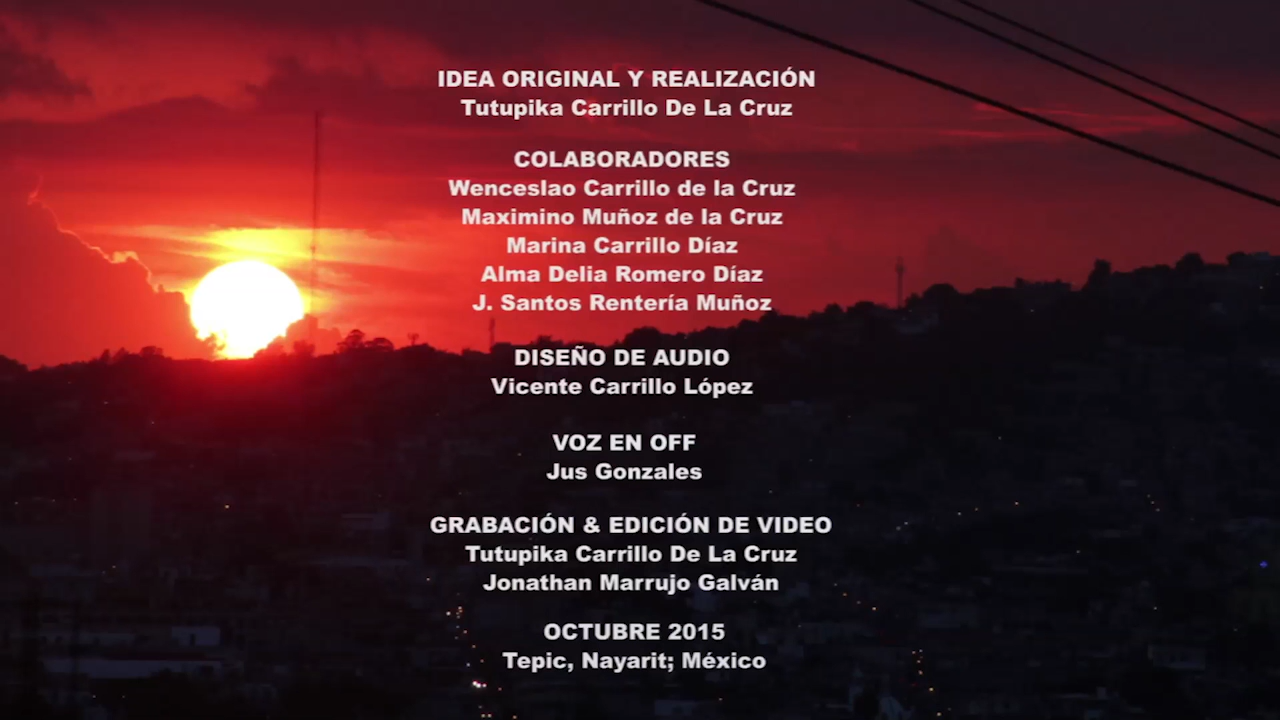 IDEA ORIGINAL Y REALIZACIÓN
Tutupika Carrillo De La Cruz
COLABORADORES
Wenceslao Carrillo de la Cruz
Maximino Muñoz de la Cruz
Marina Carrillo Díaz
Alma Delia Romero Díaz
J. Santos Rentería Muñoz
DISEÑO DE AUDIO
Vicente Carrillo López
VOZ EN OFF
Jus Gonzales
GRABACIÓN & EDICIÓN DE VIDEO
Tutupika Carrillo De La Cruz
Jonathan Marrujo Galván
OCTUBRE 2015
Tepic, Nayarit; México